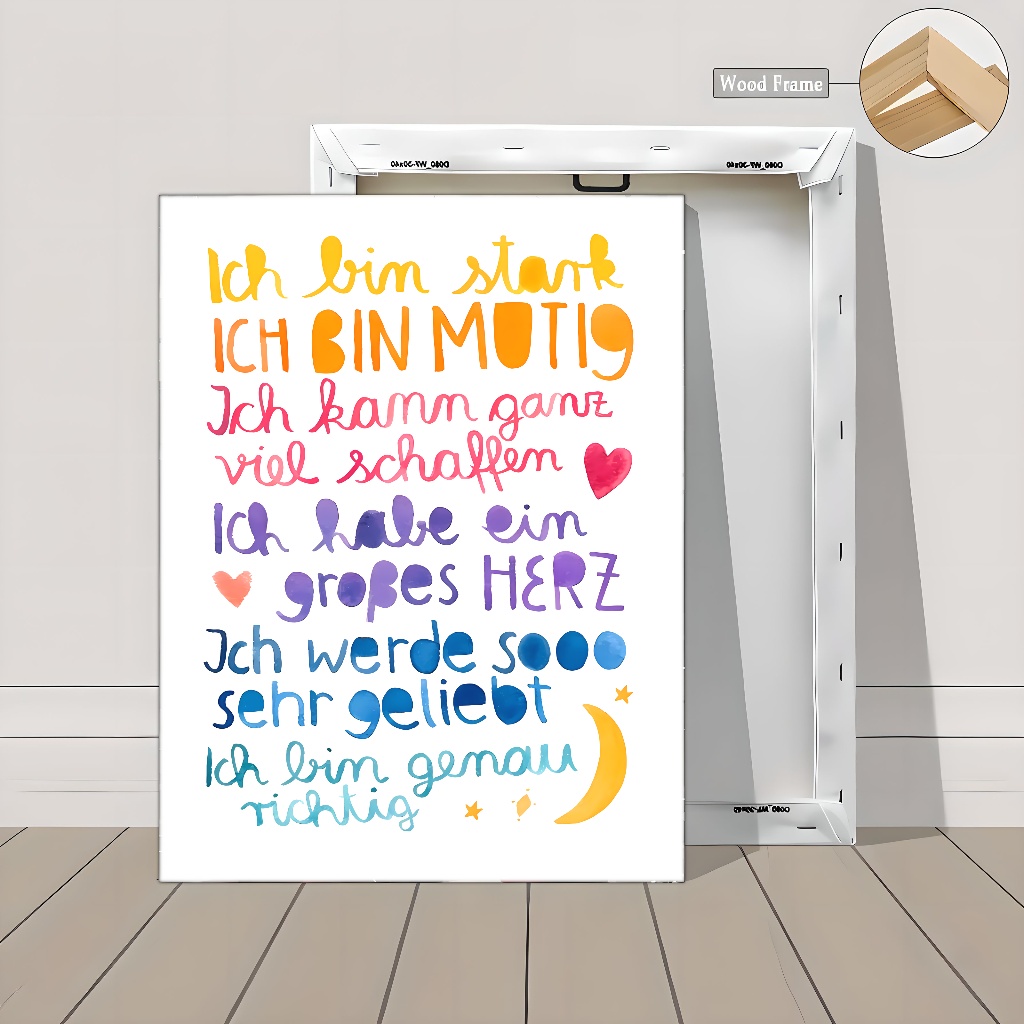 Wood Frame
Ich bin stark
ICH BIN MUTIG
Ich kann ganz
viel schaffen
Ich habe ein
großes HERZ
Ich werde sooo
sehr geliebt
Ich bin genau
richtig